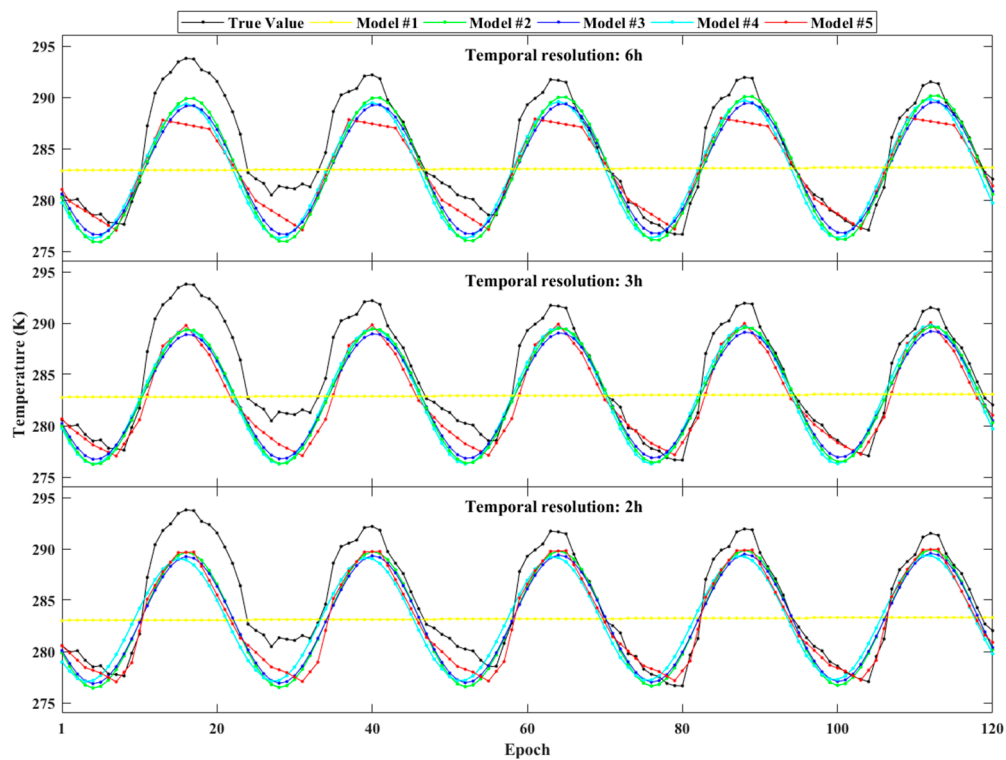 True Value Model #1 Model #2 Model #3 Model #4 Model #5
Temporal resolution: 6h
295
290
285
280
275
Temporal resolution: 3h
295
290
285
280
275
Temperature (K)
Temporal resolution: 2h
295
290
285
280
275
1 20 40 60 80 100 120
Epoch